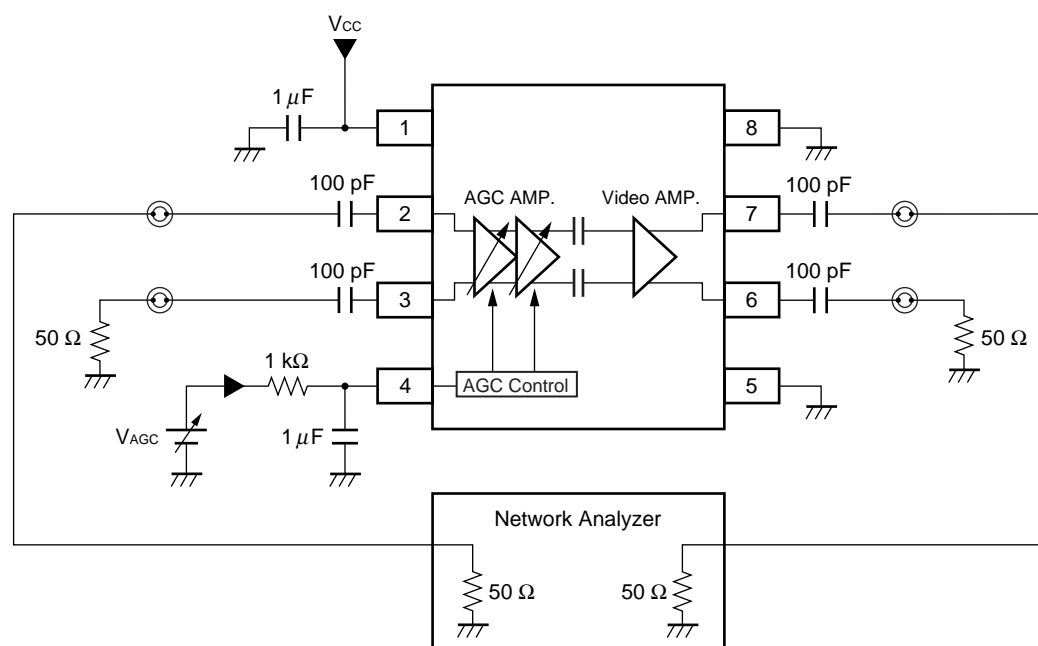 VCC
1 μF
1
8
100 pF
2
AGC AMP.
Video AMP.
7
100 pF
100 pF
3
6
100 pF
50 Ω
50 Ω
1 kΩ
4
AGC Control
5
VAGC
1 μF
Network Analyzer
50 Ω
50 Ω